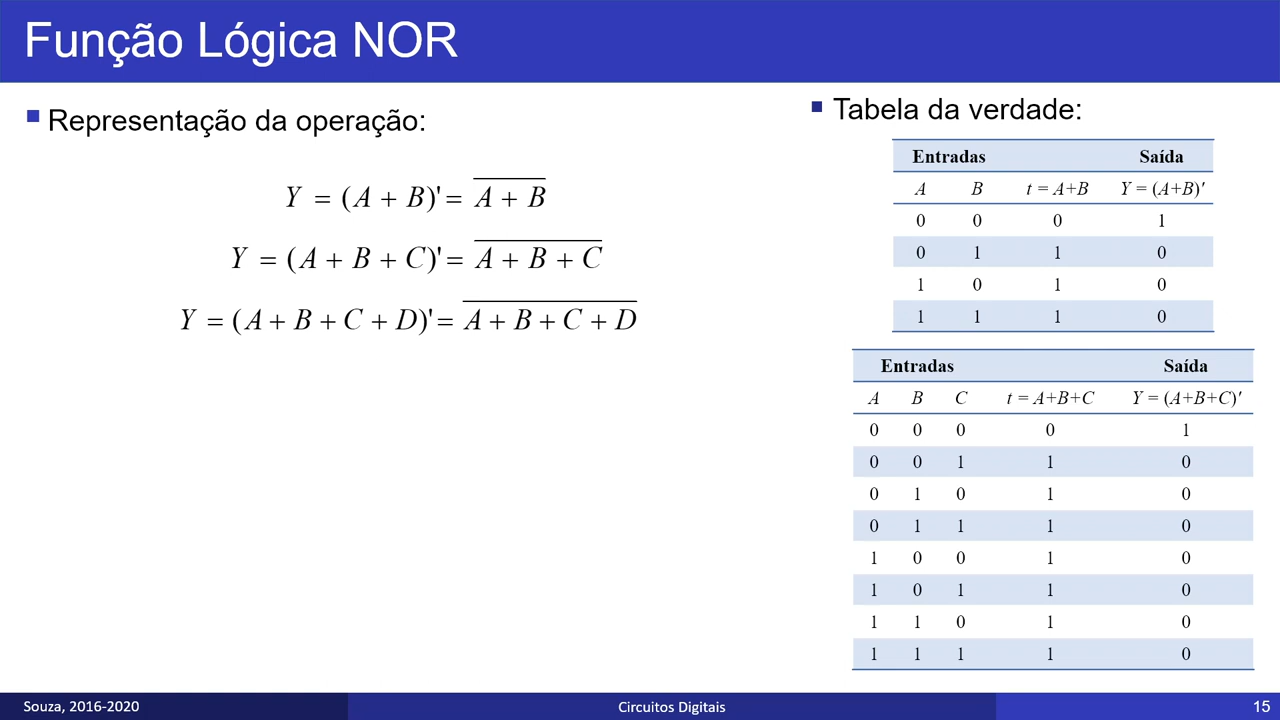 Função Lógica NOR
Representação da operação:
Y = (A + B)' = \overline{A + B}
Y = (A + B + C)' = \overline{A + B + C}
Y = (A + B + C + D)' = \overline{A + B + C + D}
Tabela da verdade:
Entradas Saída
A B t = A+B Y = (A+B)'
0 0 0 1
0 1 1 0
1 0 1 0
1 1 1 0
Entradas Saída
A B C t = A+B+C Y = (A+B+C)'
0 0 0 0 1
0 0 1 1 0
0 1 0 1 0
0 1 1 1 0
1 0 0 1 0
1 0 1 1 0
1 1 0 1 0
1 1 1 1 0
Souza, 2016-2020 Circuitos Digitais 15